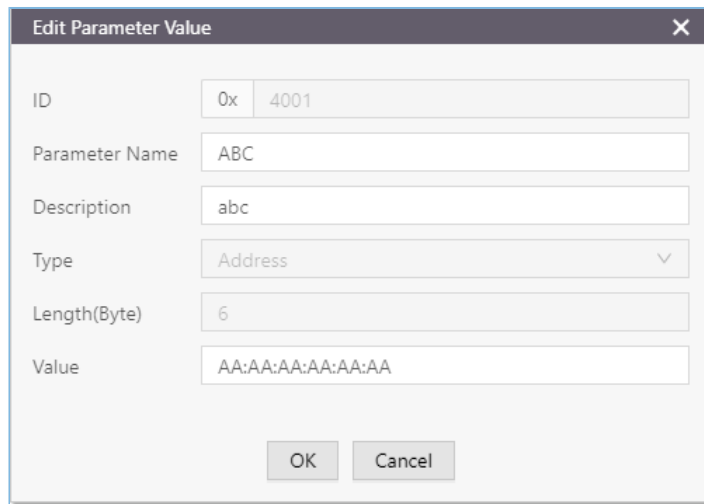 Edit Parameter Value
ID 0x 4001
Parameter Name ABC
Description abc
Type Address
Length(Byte) 6
Value AA:AA:AA:AA:AA:AA
OK Cancel